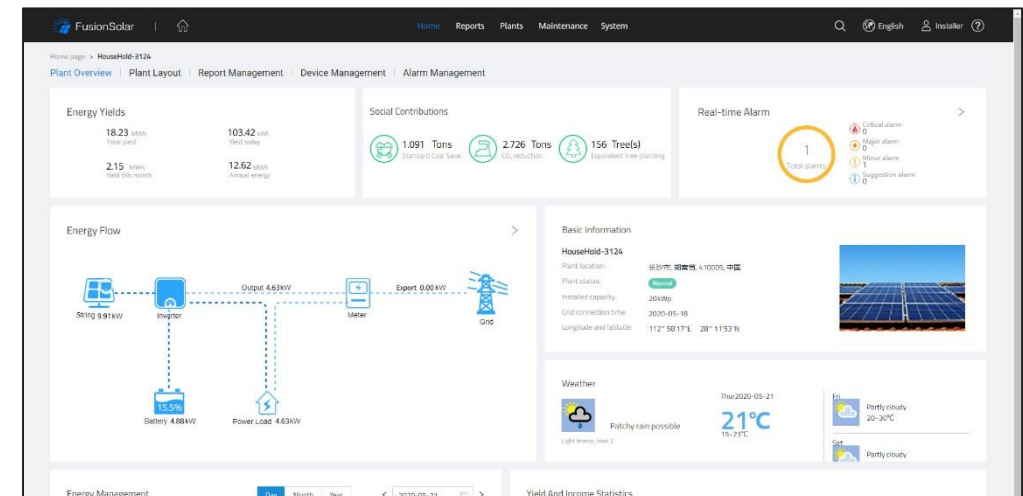 FusionSolar
Home Reports Plants Maintenance System
English Installer
Home page > HouseHold-3124
Plant Overview Plant Layout Report Management Device Management Alarm Management
Energy Yields
18.23 MWh
Total yield
103.42 kWh
Yield today
2.15 MWh
Yield this month
12.62 MWh
Annual energy
Social Contributions
1.091 Tons
Standard Coal Save
2.726 Tons
CO₂ reduction
156 Tree(s)
Equivalent tree planting
Real-time Alarm >
1
Total alarms
Critical alarm
0
Major alarm
0
Minor alarm
1
Suggestion alarm
0
Energy Flow >
String 9.91kW
Inverter
Output 4.63kW
Meter
Export 0.00 kW
Grid
15.5%
Battery 4.88kW
Power Load 4.63kW
Basic Information
HouseHold-3124
Plant location: 长沙市, 湖南省, 410005, 中国
Plant status: Normal
Installed capacity: 20kWp
Grid connection time: 2020-05-18
Longitude and latitude: 112° 58'17"E 28° 11'53"N
Weather
Patchy rain possible
Light breeze, level 2
Thur2020-05-21
21°C
15~23°C
Fri
Partly cloudy
20~30°C
Sat
Partly cloudy
Energy Management
Day Month Year
< 2020-05-21 >
Yield And Income Statistics